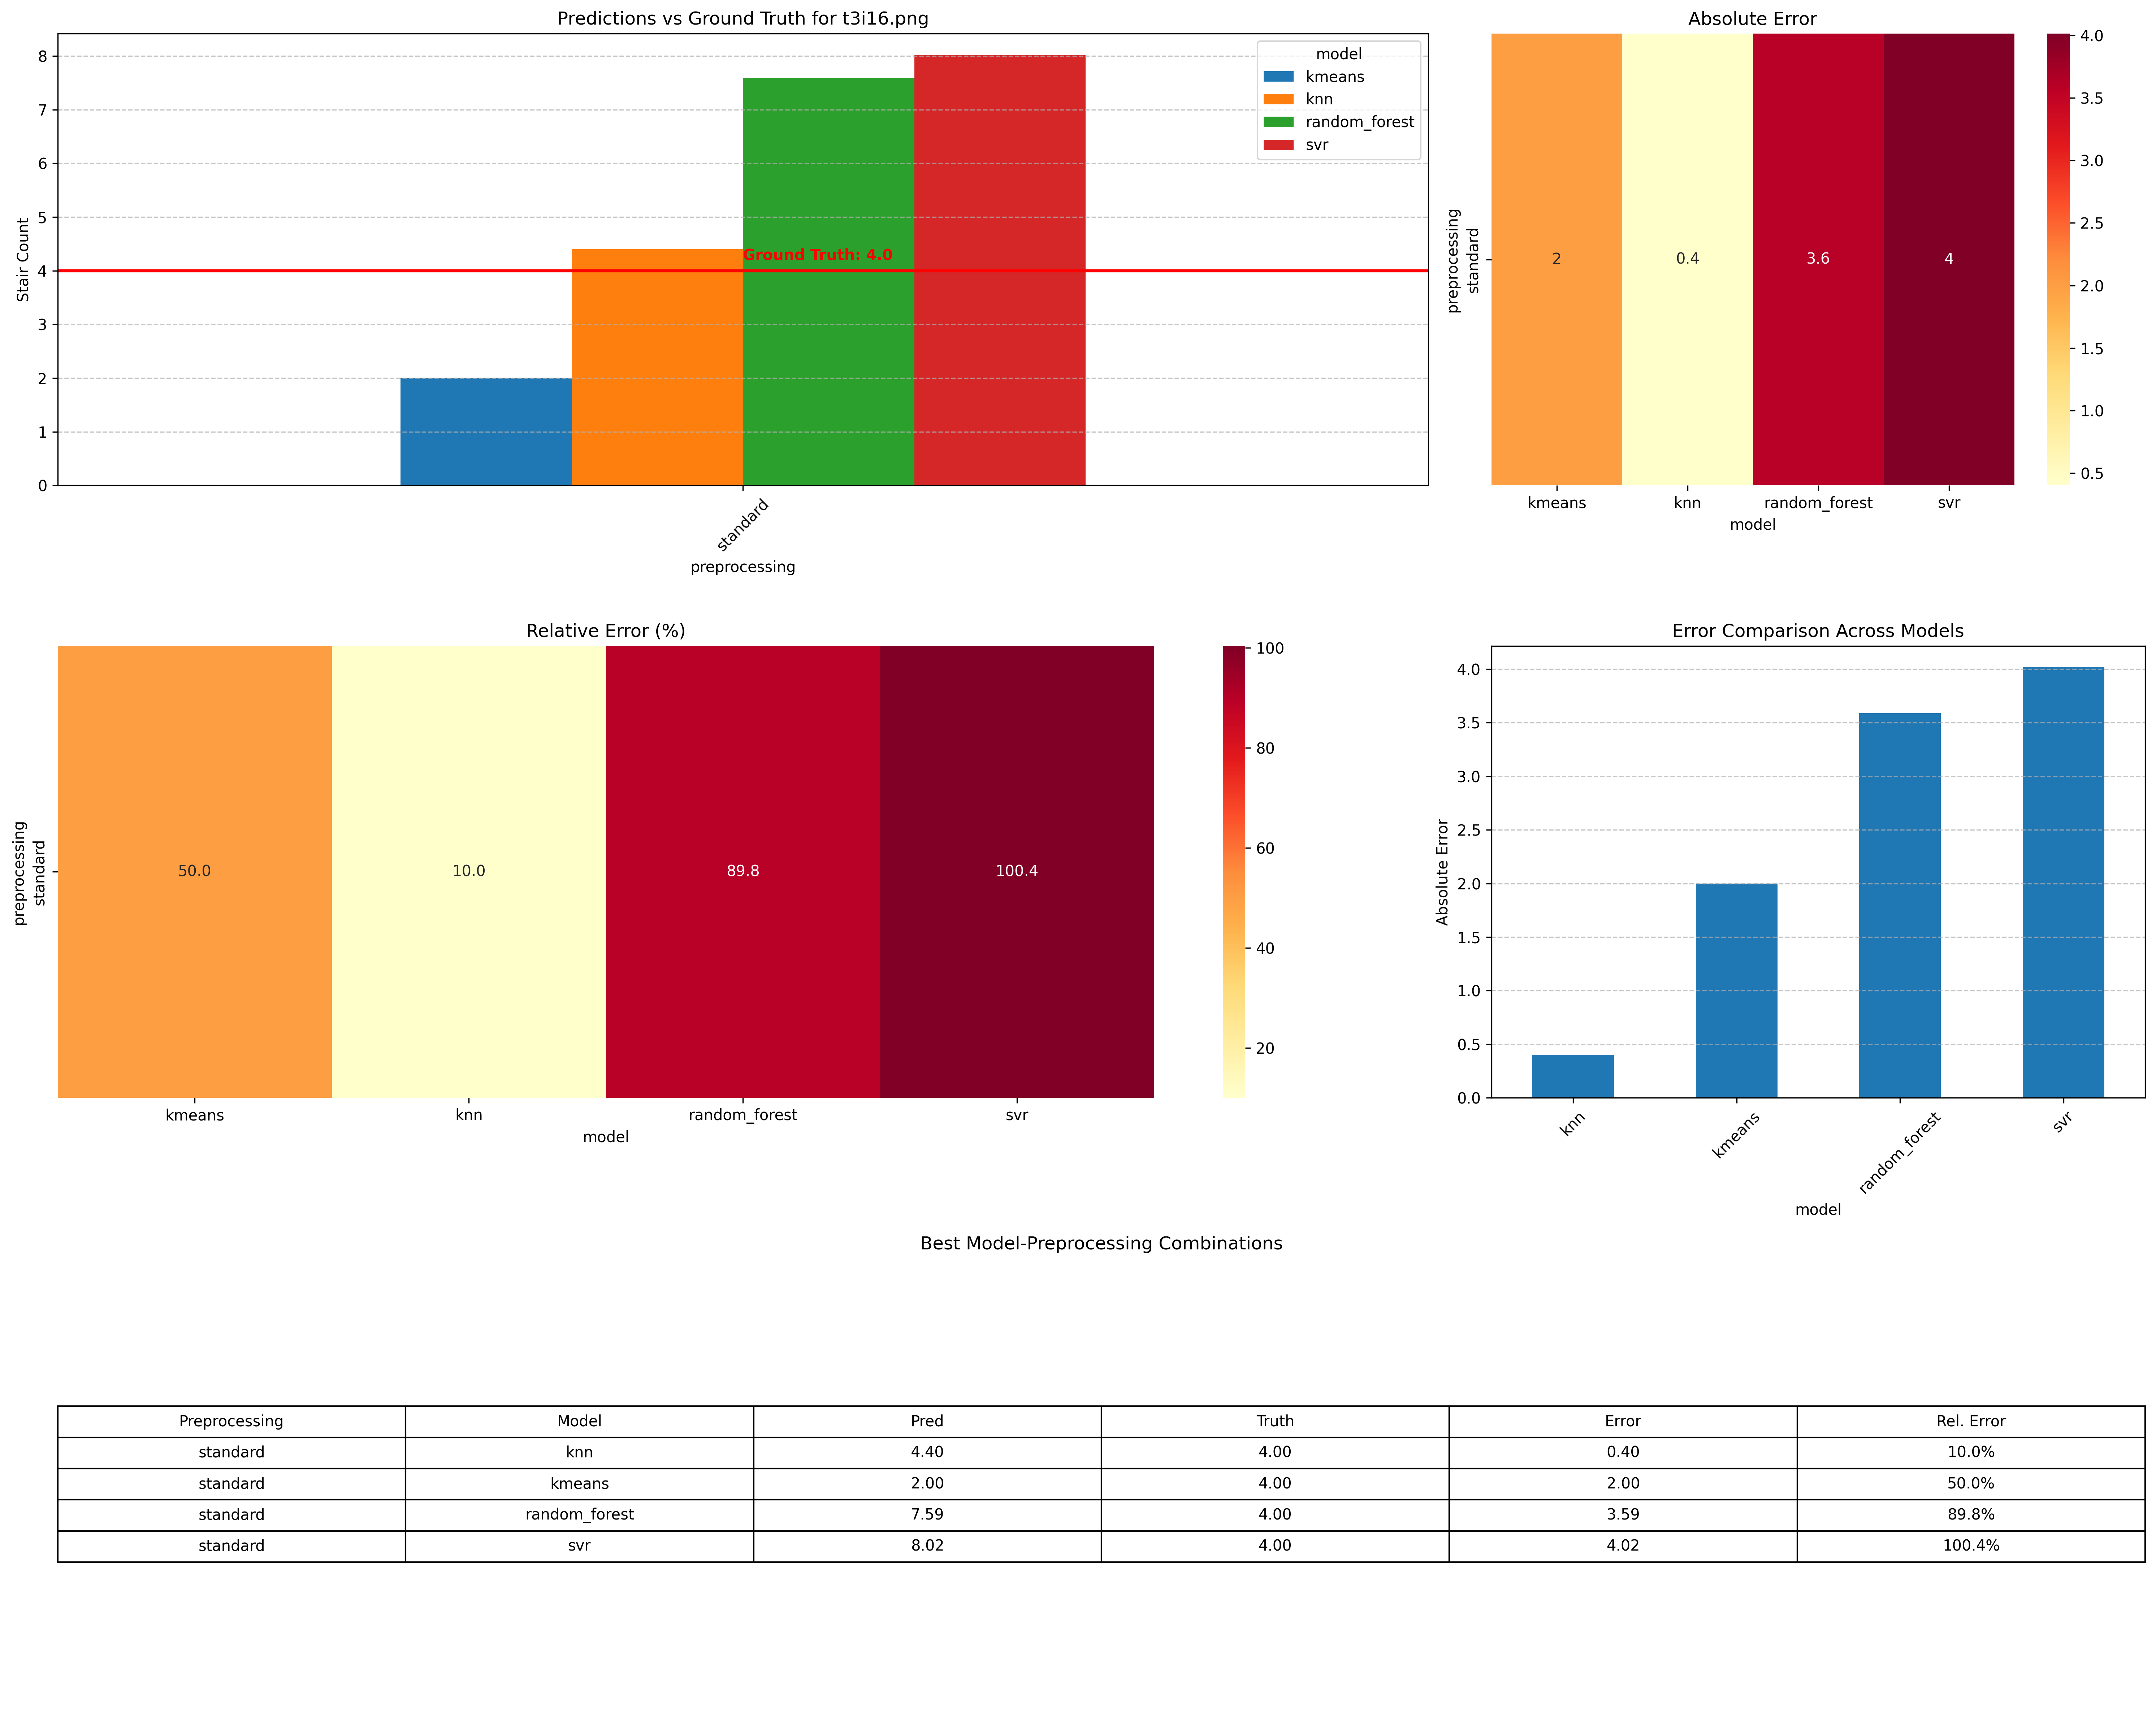 Predictions vs Ground Truth for t3i16.png
Stair Count
8
7
6
5
4
3
2
1
0
Ground Truth: 4.0
model
kmeans
knn
random_forest
svr
standard
preprocessing
Absolute Error
preprocessing
standard
2 0.4 3.6 4
kmeans knn random_forest svr
model
4.0
3.5
3.0
2.5
2.0
1.5
1.0
0.5
Relative Error (%)
preprocessing
standard
50.0 10.0 89.8 100.4
kmeans knn random_forest svr
model
100
80
60
40
20
Error Comparison Across Models
Absolute Error
4.0
3.5
3.0
2.5
2.0
1.5
1.0
0.5
0.0
knn kmeans random_forest svr
model
Best Model-Preprocessing Combinations
Preprocessing Model Pred Truth Error Rel. Error
standard knn 4.40 4.00 0.40 10.0%
standard kmeans 2.00 4.00 2.00 50.0%
standard random_forest 7.59 4.00 3.59 89.8%
standard svr 8.02 4.00 4.02 100.4%